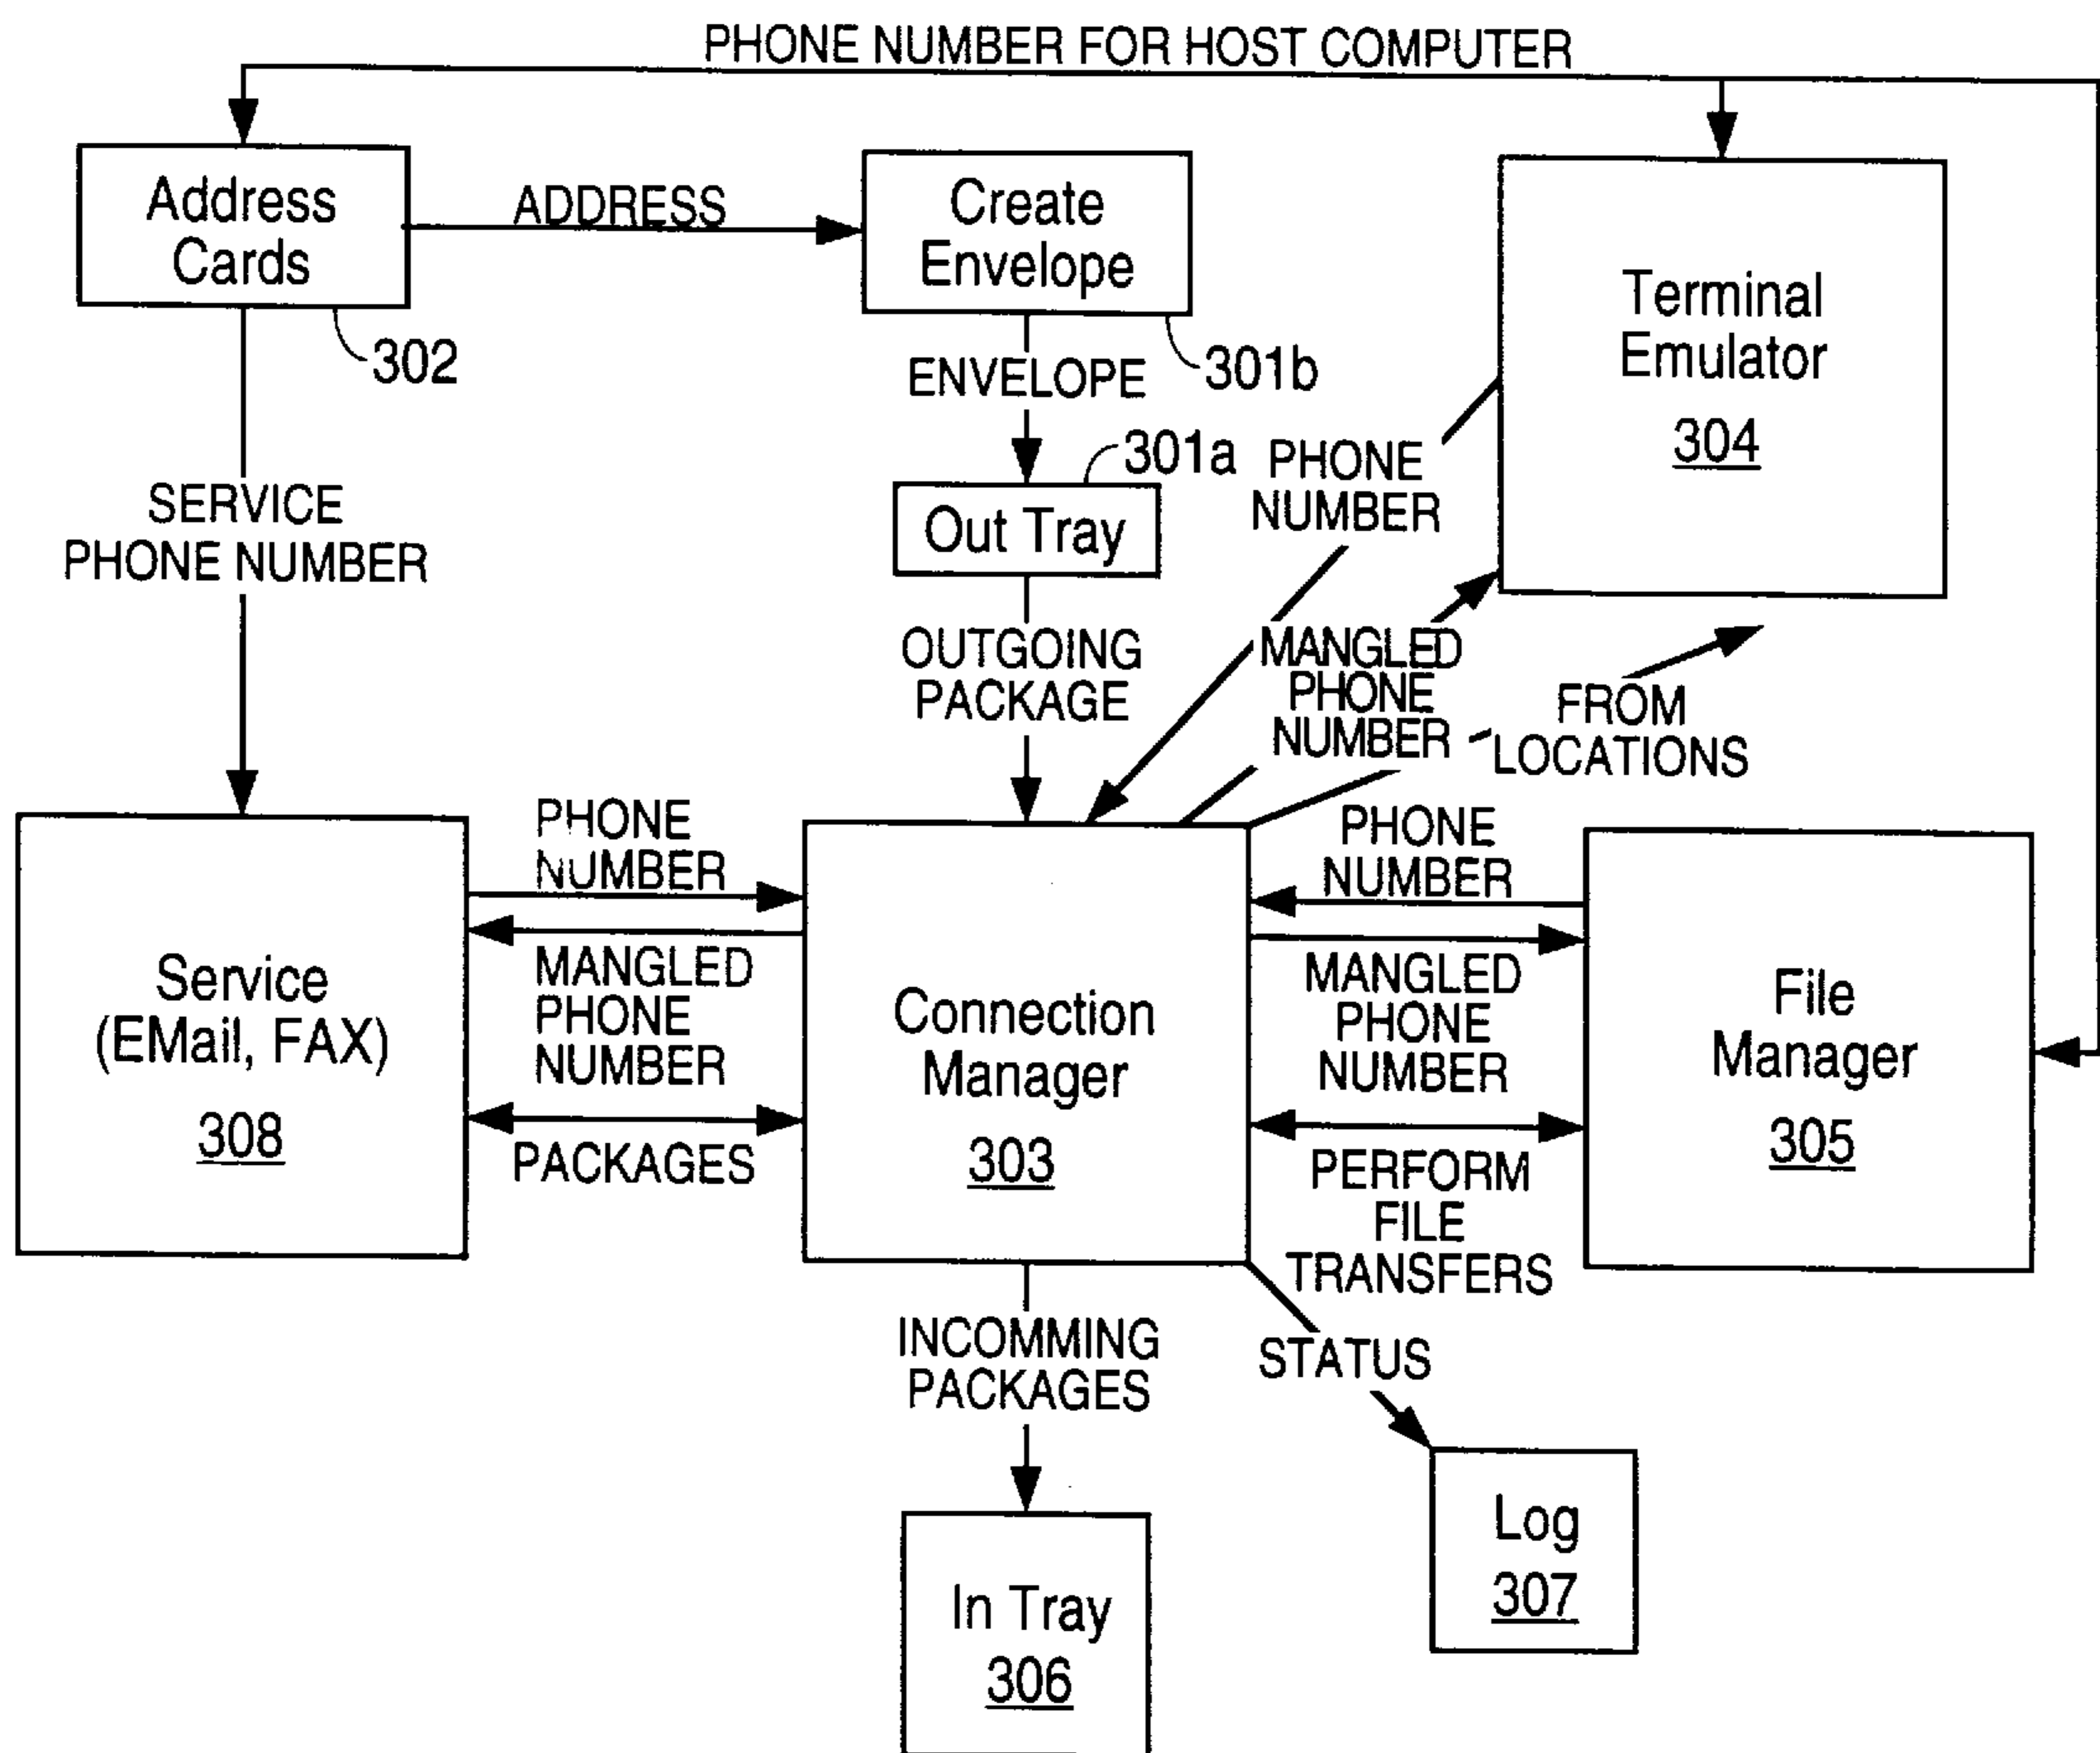 PHONE NUMBER FOR HOST COMPUTER
Address
Cards
302
ADDRESS
Create
Envelope
301b
Terminal
Emulator
304
ENVELOPE
301a
Out Tray
PHONE
NUMBER
SERVICE
PHONE NUMBER
OUTGOING
PACKAGE
MANGLED
PHONE
NUMBER
FROM
LOCATIONS
Service
(EMail, FAX)
308
PHONE
NUMBER
MANGLED
PHONE
NUMBER
PACKAGES
Connection
Manager
303
PHONE
NUMBER
MANGLED
PHONE
NUMBER
PERFORM
FILE
TRANSFERS
File
Manager
305
INCOMMING
PACKAGES
STATUS
In Tray
306
Log
307